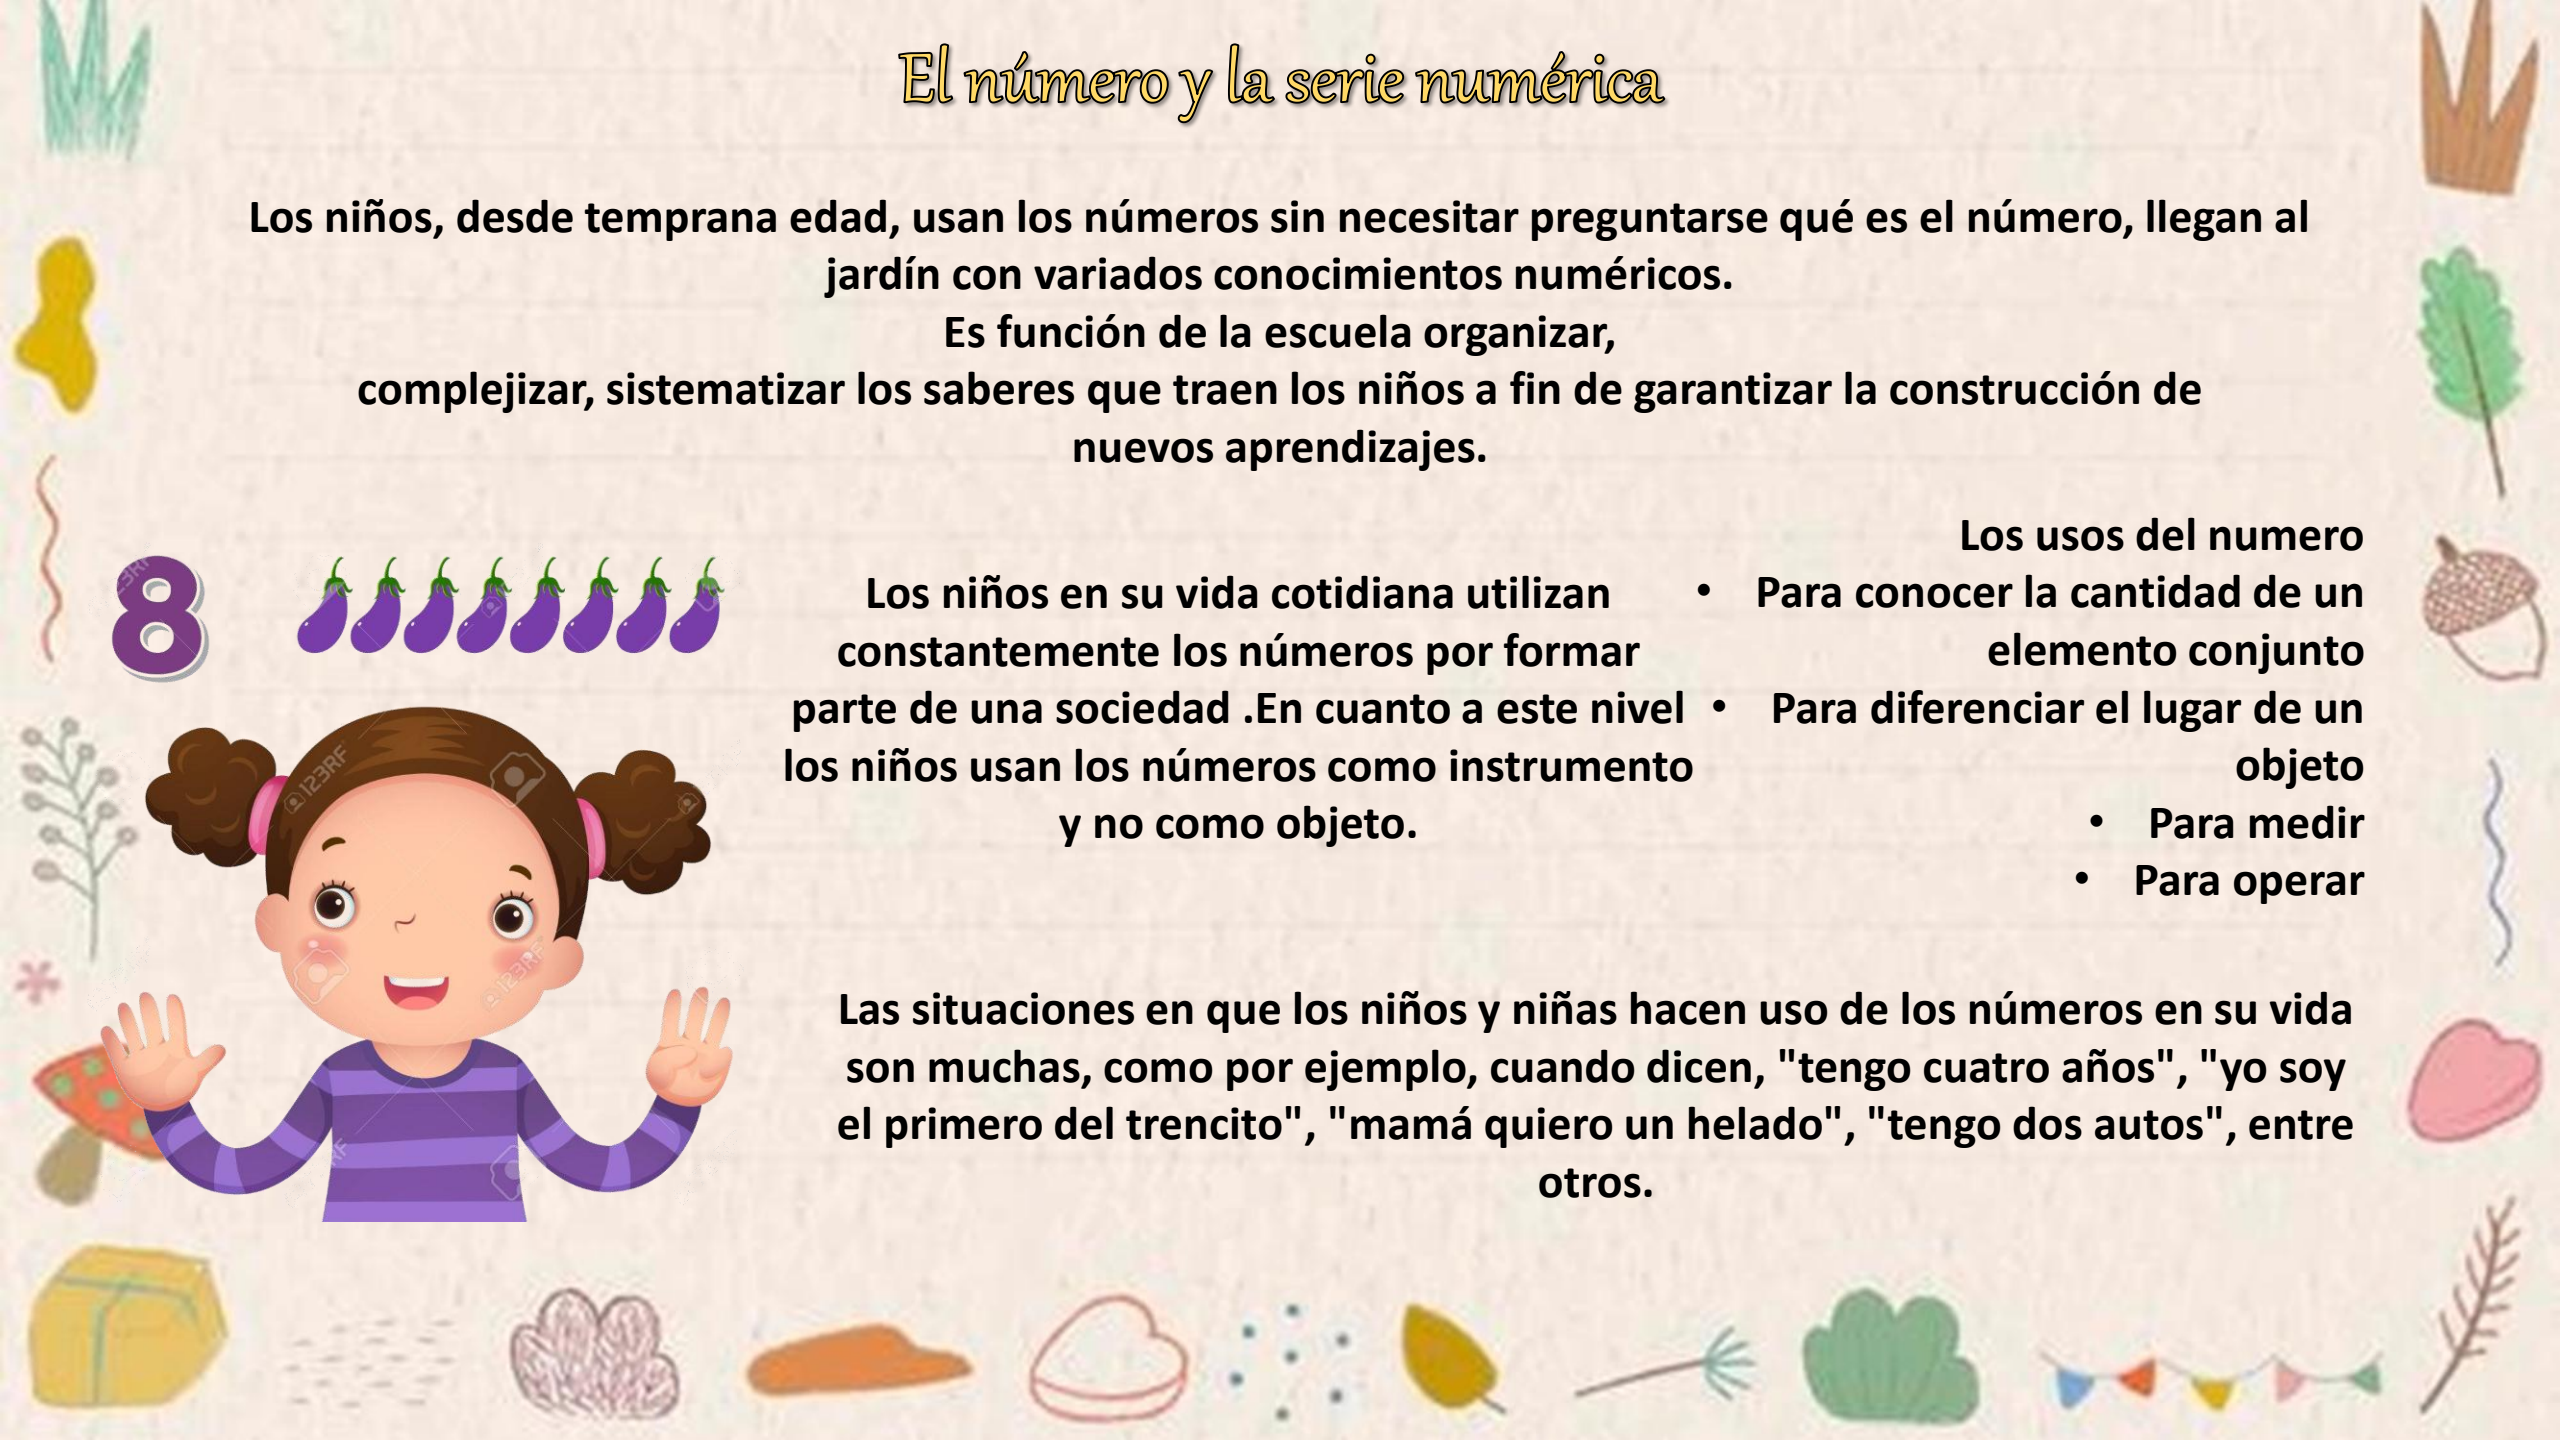 El número y la serie numérica
Los niños, desde temprana edad, usan los números sin necesitar preguntarse qué es el número, llegan al
jardín con variados conocimientos numéricos.
Es función de la escuela organizar,
complejizar, sistematizar los saberes que traen los niños a fin de garantizar la construcción de
nuevos aprendizajes.
8
123RF
Los niños en su vida cotidiana utilizan
constantemente los números por formar
parte de una sociedad .En cuanto a este nivel
los niños usan los números como instrumento
y no como objeto.
Los usos del numero
• Para conocer la cantidad de un
elemento conjunto
• Para diferenciar el lugar de un
objeto
• Para medir
• Para operar
123RF
123RF
Las situaciones en que los niños y niñas hacen uso de los números en su vida
son muchas, como por ejemplo, cuando dicen, "tengo cuatro años", "yo soy
el primero del trencito", "mamá quiero un helado", "tengo dos autos", entre
otros.